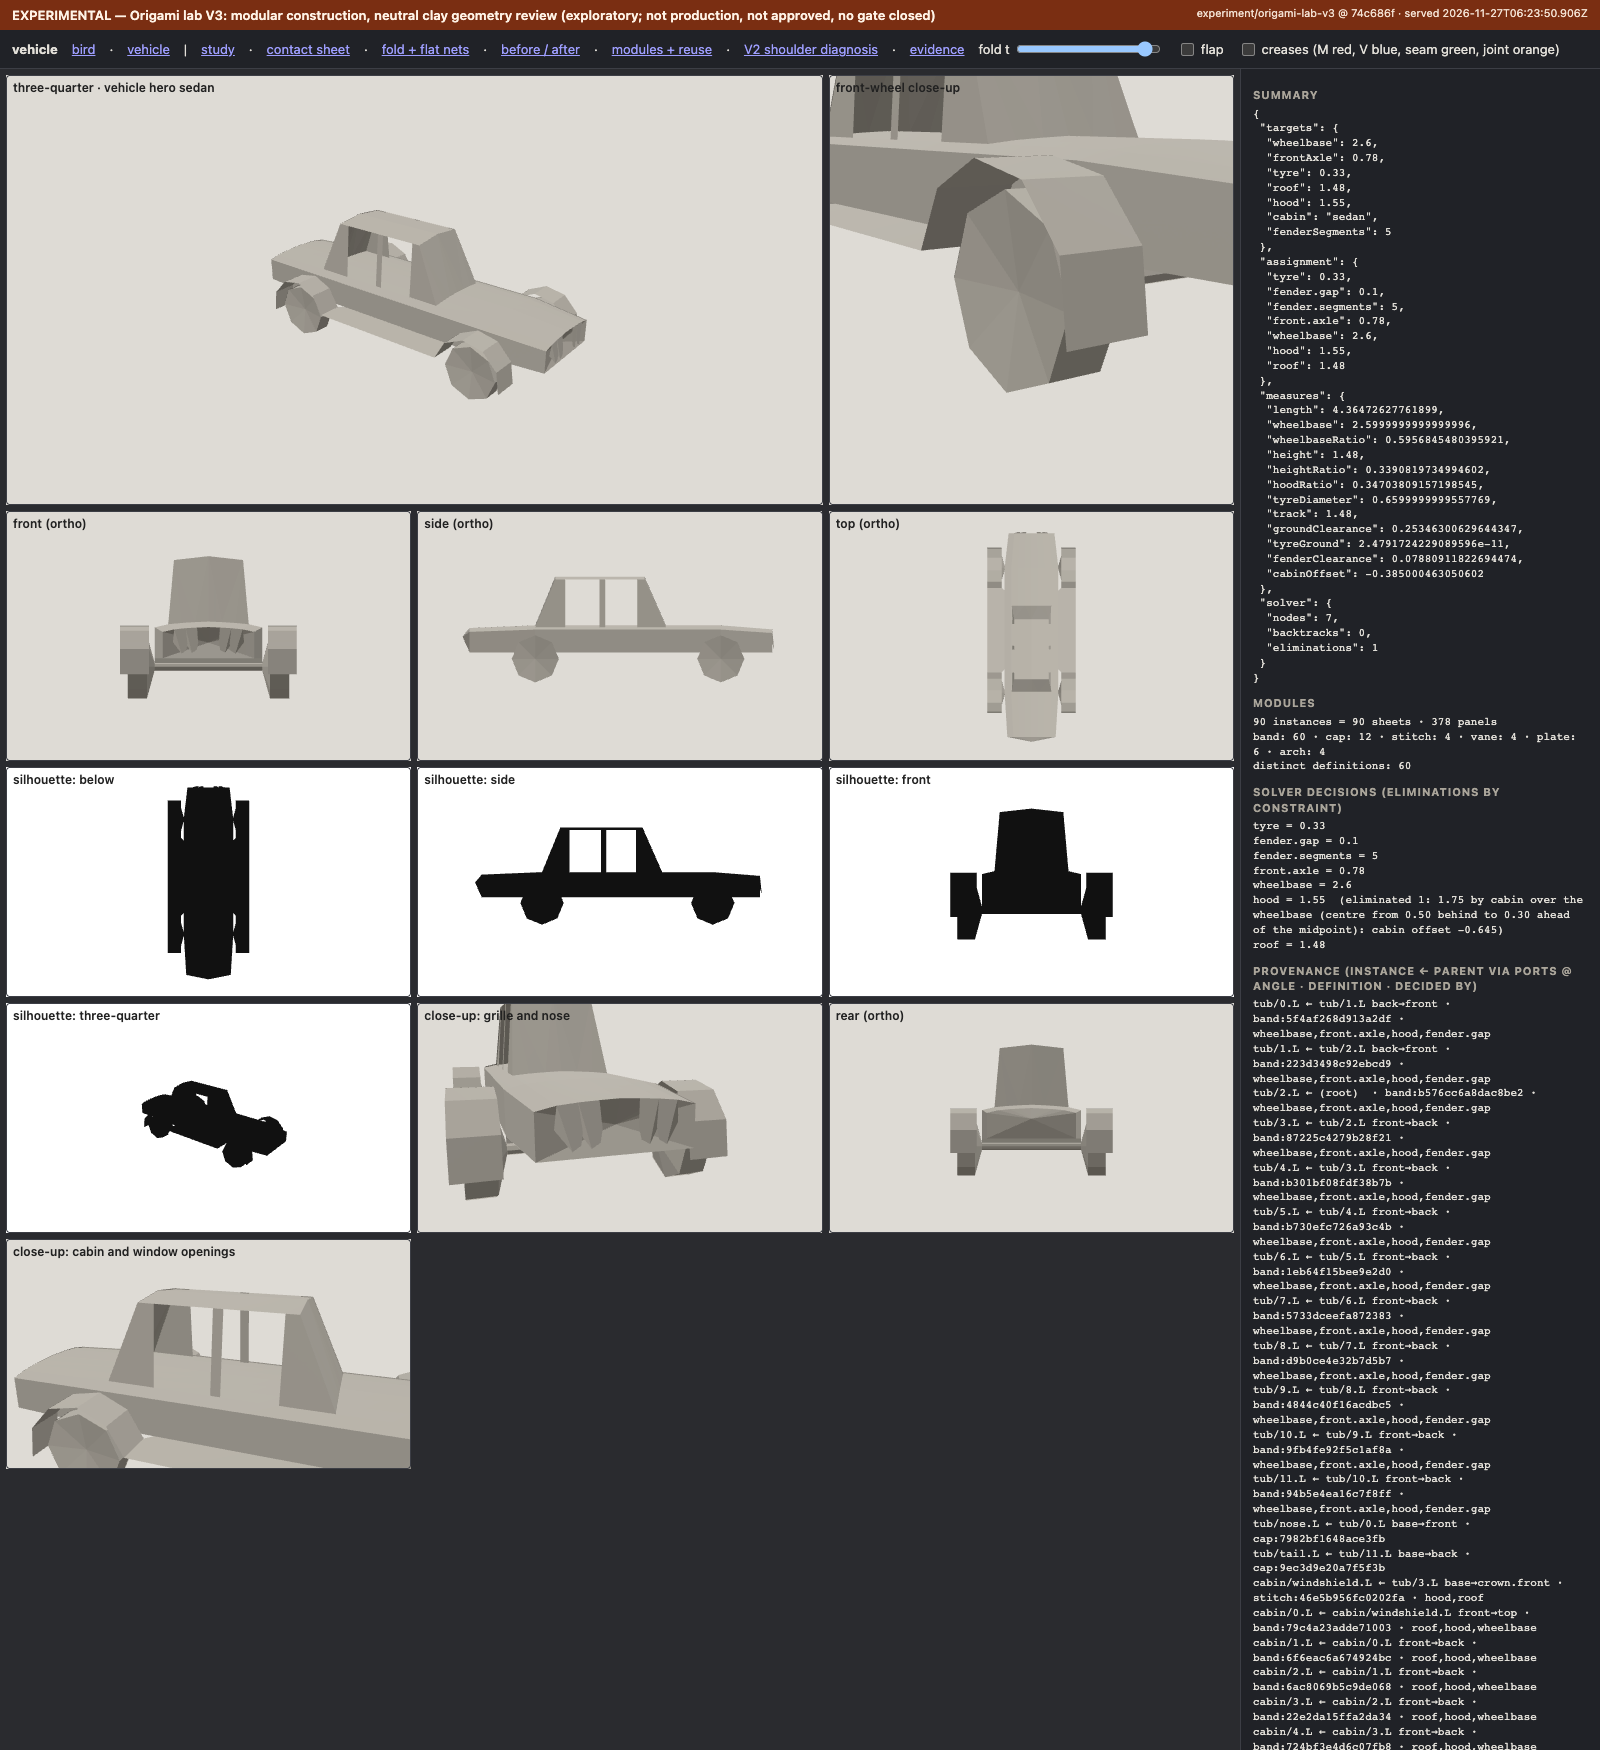 EXPERIMENTAL — Origami lab V3: modular construction, neutral clay geometry review (exploratory; not production, not approved, no gate closed)
experiment/origami-lab-v3 @ 74c686f · served 2026-11-27T06:23:50.906Z
vehicle bird · vehicle | study · contact sheet · fold + flat nets · before / after · modules + reuse · V2 shoulder diagnosis · evidence fold t flap creases (M red, V blue, seam green, joint orange)
three-quarter · vehicle hero sedan
front-wheel close-up
front (ortho)
side (ortho)
top (ortho)
silhouette: below
silhouette: side
silhouette: front
silhouette: three-quarter
close-up: grille and nose
rear (ortho)
close-up: cabin and window openings
SUMMARY
{
"targets": {
"wheelbase": 2.6,
"frontAxle": 0.78,
"tyre": 0.33,
"roof": 1.48,
"hood": 1.55,
"cabin": "sedan",
"fenderSegments": 5
},
"assignment": {
"tyre": 0.33,
"fender.gap": 0.1,
"fender.segments": 5,
"front.axle": 0.78,
"wheelbase": 2.6,
"hood": 1.55,
"roof": 1.48
},
"measures": {
"length": 4.36472627761899,
"wheelbase": 2.5999999999999996,
"wheelbaseRatio": 0.5956845480395921,
"height": 1.48,
"heightRatio": 0.3390819734994602,
"hoodRatio": 0.34703809157198545,
"tyreDiameter": 0.6599999999557769,
"track": 1.48,
"groundClearance": 0.25346300629644347,
"tyreGround": 2.4791724229089596e-11,
"fenderClearance": 0.07880911822694474,
"cabinOffset": -0.385000463050602
},
"solver": {
"nodes": 7,
"backtracks": 0,
"eliminations": 1
}
}
MODULES
90 instances = 90 sheets · 378 panels
band: 60 · cap: 12 · stitch: 4 · vane: 4 · plate:
6 · arch: 4
distinct definitions: 60
SOLVER DECISIONS (ELIMINATIONS BY
CONSTRAINT)
tyre = 0.33
fender.gap = 0.1
fender.segments = 5
front.axle = 0.78
wheelbase = 2.6
hood = 1.55 (eliminated 1: 1.75 by cabin over the
wheelbase (centre from 0.50 behind to 0.30 ahead
of the midpoint): cabin offset -0.645)
roof = 1.48
PROVENANCE (INSTANCE ← PARENT VIA PORTS @
ANGLE · DEFINITION · DECIDED BY)
tub/0.L ← tub/1.L back→front ·
band:5f4af268d913a2df ·
wheelbase,front.axle,hood,fender.gap
tub/1.L ← tub/2.L back→front ·
band:223d3498c92ebcd9 ·
wheelbase,front.axle,hood,fender.gap
tub/2.L ← (root) · band:b576cc6a8dac8be2 ·
wheelbase,front.axle,hood,fender.gap
tub/3.L ← tub/2.L front→back ·
band:87225c4279b28f21 ·
wheelbase,front.axle,hood,fender.gap
tub/4.L ← tub/3.L front→back ·
band:b301bf08fdf38b7b ·
wheelbase,front.axle,hood,fender.gap
tub/5.L ← tub/4.L front→back ·
band:b730efc726a93c4b ·
wheelbase,front.axle,hood,fender.gap
tub/6.L ← tub/5.L front→back ·
band:1eb64f15bee9e2d0 ·
wheelbase,front.axle,hood,fender.gap
tub/7.L ← tub/6.L front→back ·
band:5733dceefa872383 ·
wheelbase,front.axle,hood,fender.gap
tub/8.L ← tub/7.L front→back ·
band:d9b0ce4e32b7d5b7 ·
wheelbase,front.axle,hood,fender.gap
tub/9.L ← tub/8.L front→back ·
band:4844c40f16acdbc5 ·
wheelbase,front.axle,hood,fender.gap
tub/10.L ← tub/9.L front→back ·
band:9fb4fe92f5c1af8a ·
wheelbase,front.axle,hood,fender.gap
tub/11.L ← tub/10.L front→back ·
band:94b5e4ea16c7f8ff ·
wheelbase,front.axle,hood,fender.gap
tub/nose.L ← tub/0.L base→front ·
cap:7982bf1648ace3fb
tub/tail.L ← tub/11.L base→back ·
cap:9ec3d9e20a7f5f3b
cabin/windshield.L ← tub/3.L base→crown.front ·
stitch:46e5b956fc0202fa · hood,roof
cabin/0.L ← cabin/windshield.L front→top ·
band:79c4a23adde71003 · roof,hood,wheelbase
cabin/1.L ← cabin/0.L front→back ·
band:6f6eac6a674924bc · roof,hood,wheelbase
cabin/2.L ← cabin/1.L front→back ·
band:6ac8069b5c9de068 · roof,hood,wheelbase
cabin/3.L ← cabin/2.L front→back ·
band:22e2da15ffa2da34 · roof,hood,wheelbase
cabin/4.L ← cabin/3.L front→back ·
band:724bf3e4d6c07fb8 · roof,hood,wheelbase